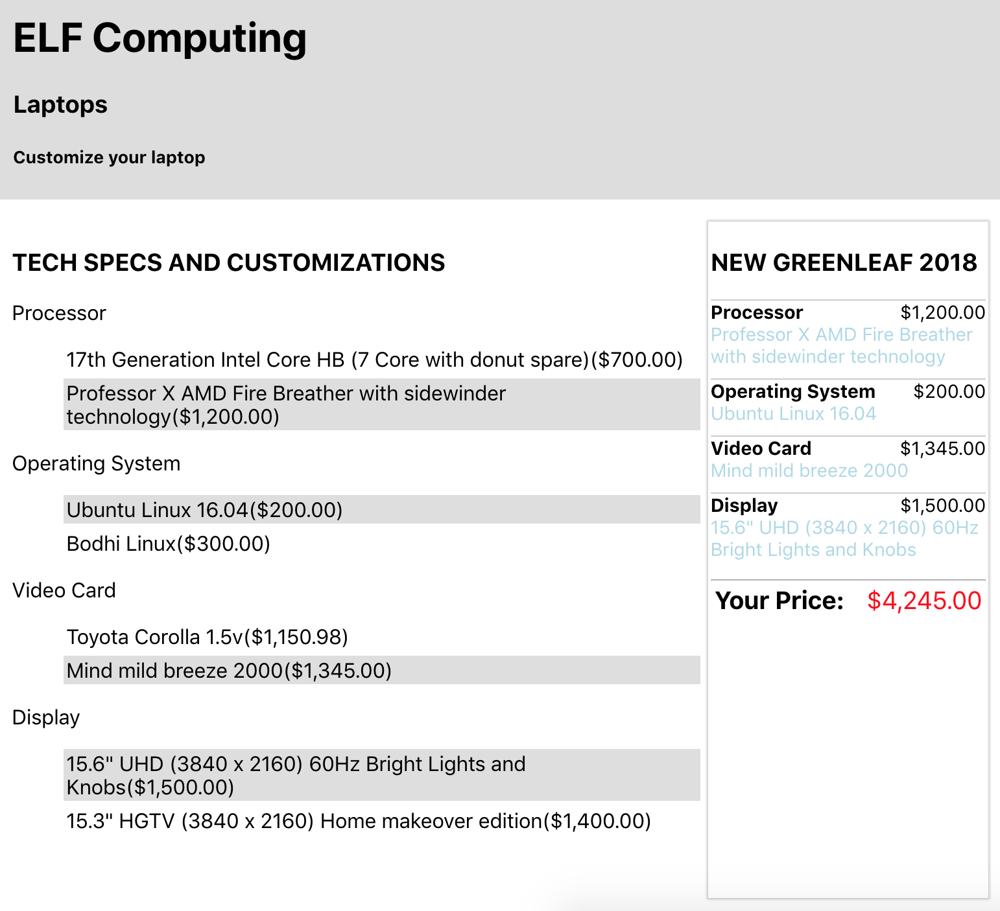 ELF Computing
Laptops
Customize your laptop
TECH SPECS AND CUSTOMIZATIONS
Processor
17th Generation Intel Core HB (7 Core with donut spare)($700.00)
Professor X AMD Fire Breather with sidewinder
technology($1,200.00)
Operating System
Ubuntu Linux 16.04($200.00)
Bodhi Linux($300.00)
Video Card
Toyota Corolla 1.5v($1,150.98)
Mind mild breeze 2000($1,345.00)
Display
15.6" UHD (3840 x 2160) 60Hz Bright Lights and
Knobs($1,500.00)
15.3" HGTV (3840 x 2160) Home makeover edition($1,400.00)
NEW GREENLEAF 2018
Processor $1,200.00
Professor X AMD Fire Breather
with sidewinder technology
Operating System $200.00
Ubuntu Linux 16.04
Video Card $1,345.00
Mind mild breeze 2000
Display $1,500.00
15.6" UHD (3840 x 2160) 60Hz
Bright Lights and Knobs
Your Price: $4,245.00